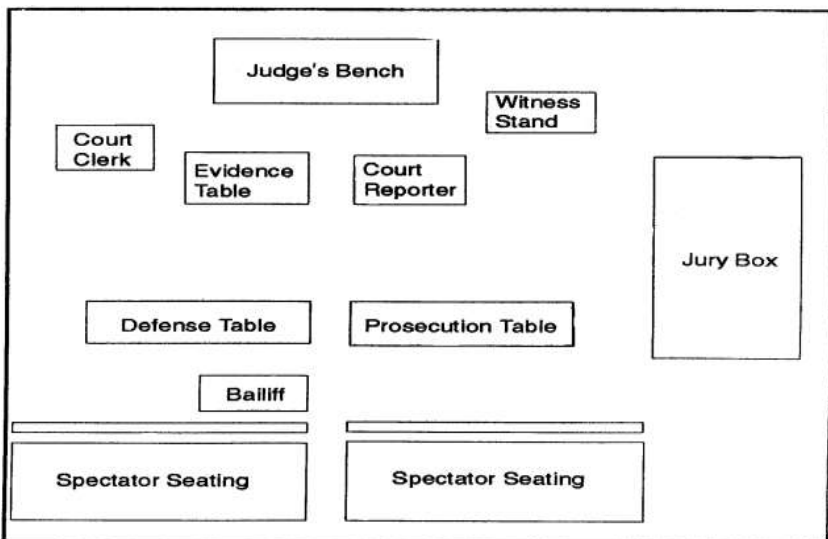 Judge's Bench
Witness
Stand
Court
Clerk
Evidence
Table
Court
Reporter
Jury Box
Defense Table
Prosecution Table
Bailiff
Spectator Seating
Spectator Seating